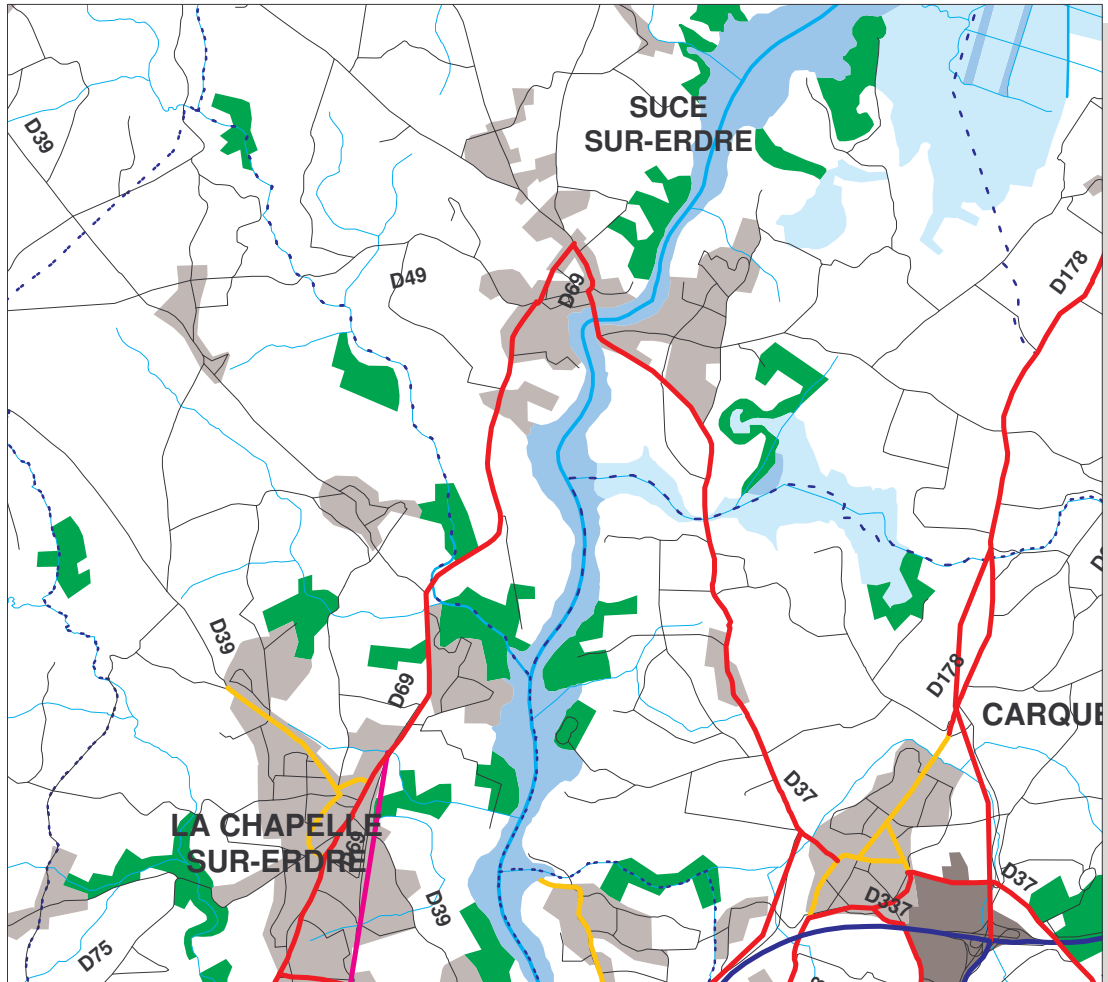 SUCE
SUR-ERDRE
D39
D178
D49
D69
D39
D178
D69
CARQUE
D37
LA CHAPELLE
SUR-ERDRE
D37
D337
D39
D75